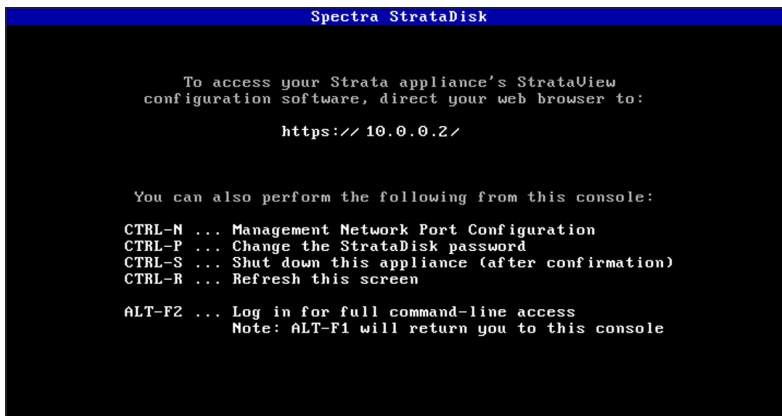 Spectra StrataDisk
To access your Strata appliance's StrataView
configuration software, direct your web browser to:
https:// 10.0.0.2/
You can also perform the following from this console:
CTRL-N ... Management Network Port Configuration
CTRL-P ... Change the StrataDisk password
CTRL-S ... Shut down this appliance (after confirmation)
CTRL-R ... Refresh this screen
ALT-F2 ... Log in for full command-line access
Note: ALT-F1 will return you to this console